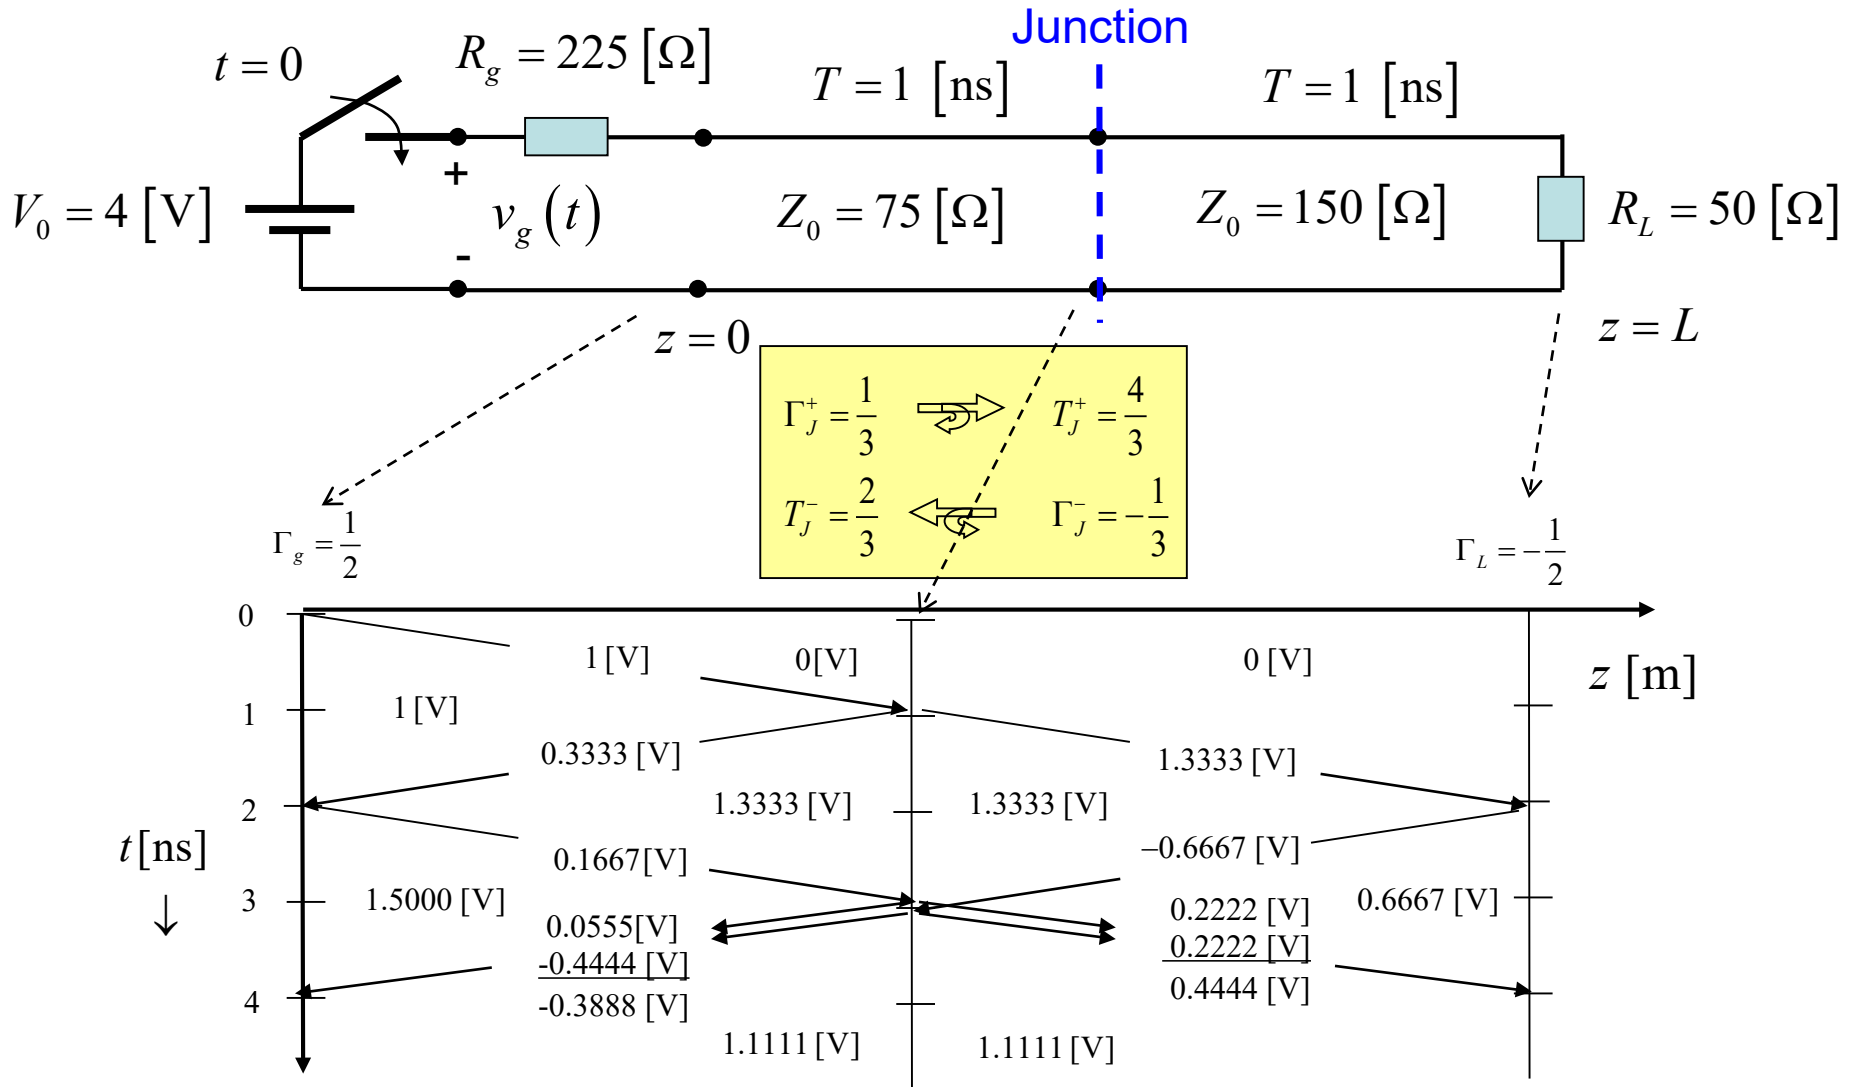 Junction
t = 0
R_g = 225 [Ω]
T = 1 [ns]
T = 1 [ns]
V_0 = 4 [V]
+
v_g (t)
-
Z_0 = 75 [Ω]
Z_0 = 150 [Ω]
R_L = 50 [Ω]
z = 0
z = L
Γ_J^+ = 1/3
T_J^+ = 4/3
T_J^- = 2/3
Γ_J^- = -1/3
Γ_g = 1/2
Γ_L = -1/2
0
1 [V]
0[V]
0 [V]
z [m]
1
1 [V]
0.3333 [V]
1.3333 [V]
2
1.3333 [V]
1.3333 [V]
t [ns]
↓
0.1667[V]
−0.6667 [V]
3
1.5000 [V]
0.0555[V]
-0.4444 [V]
-0.3888 [V]
0.2222 [V]
0.2222 [V]
0.4444 [V]
0.6667 [V]
4
1.1111 [V]
1.1111 [V]